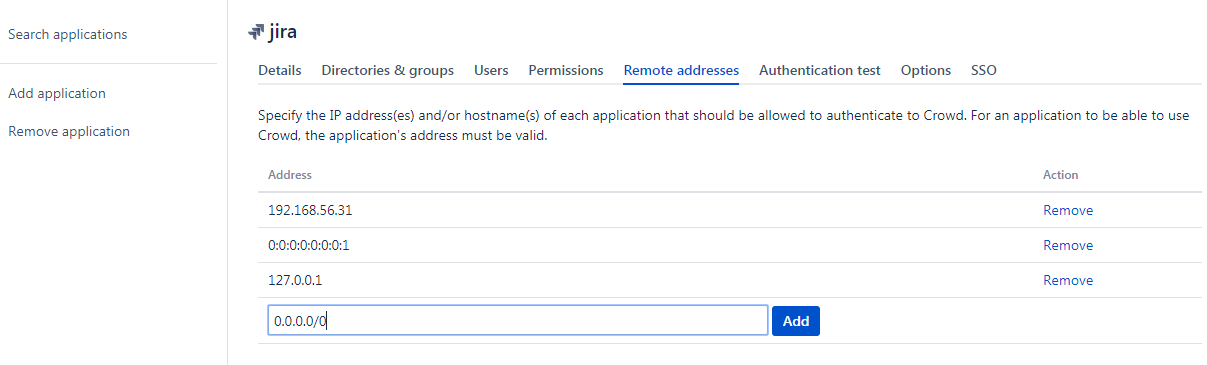 Search applications
Add application
Remove application
jira
Details Directories & groups Users Permissions Remote addresses Authentication test Options SSO
Specify the IP address(es) and/or hostname(s) of each application that should be allowed to authenticate to Crowd. For an application to be able to use
Crowd, the application's address must be valid.
Address Action
192.168.56.31 Remove
0:0:0:0:0:0:0:1 Remove
127.0.0.1 Remove
0.0.0.0/0 Add